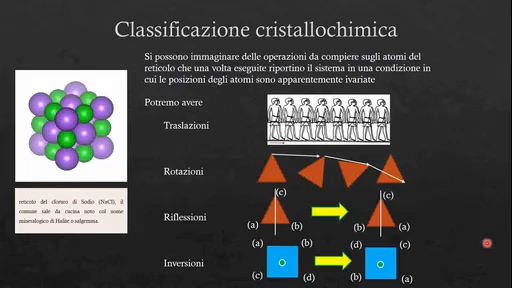 Classificazione cristallochimica
Si possono immaginare delle operazioni da compiere sugli atomi del
reticolo che una volta eseguite riportino il sistema in una condizione in
cui le posizioni degli atomi sono apparentemente ivariate
Potremo avere
Traslazioni
Rotazioni
Riflessioni
(c)
(a)
(b)
(c)
(b)
(a)
Inversioni
(a)
(b)
(c)
(d)
(d)
(c)
(b)
(a)
reticolo del cloruro di Sodio (NaCl), il
comune sale da cucina noto col nome
mineralogico di Halite o salgemma.